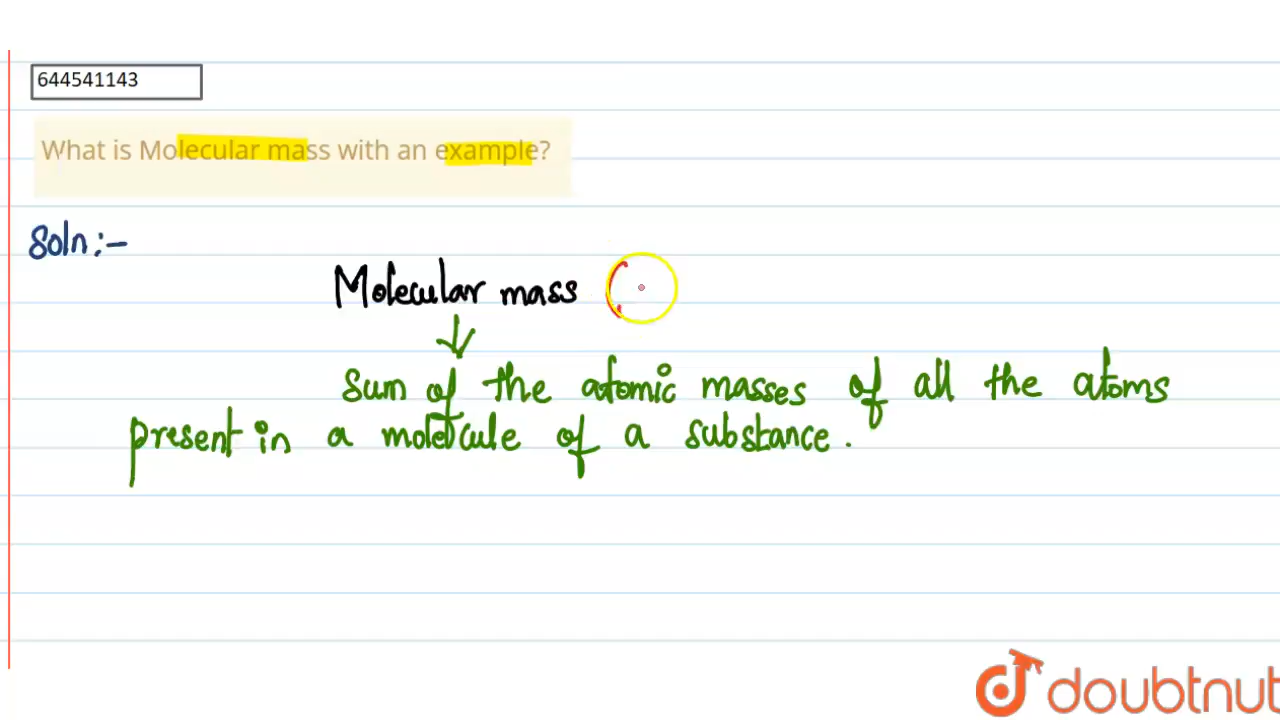 644541143
What is Molecular mass with an example?
Soln:-
Molecular mass (
Sum of the atomic masses of all the atoms
present in a molecule of a substance.
doubtnut